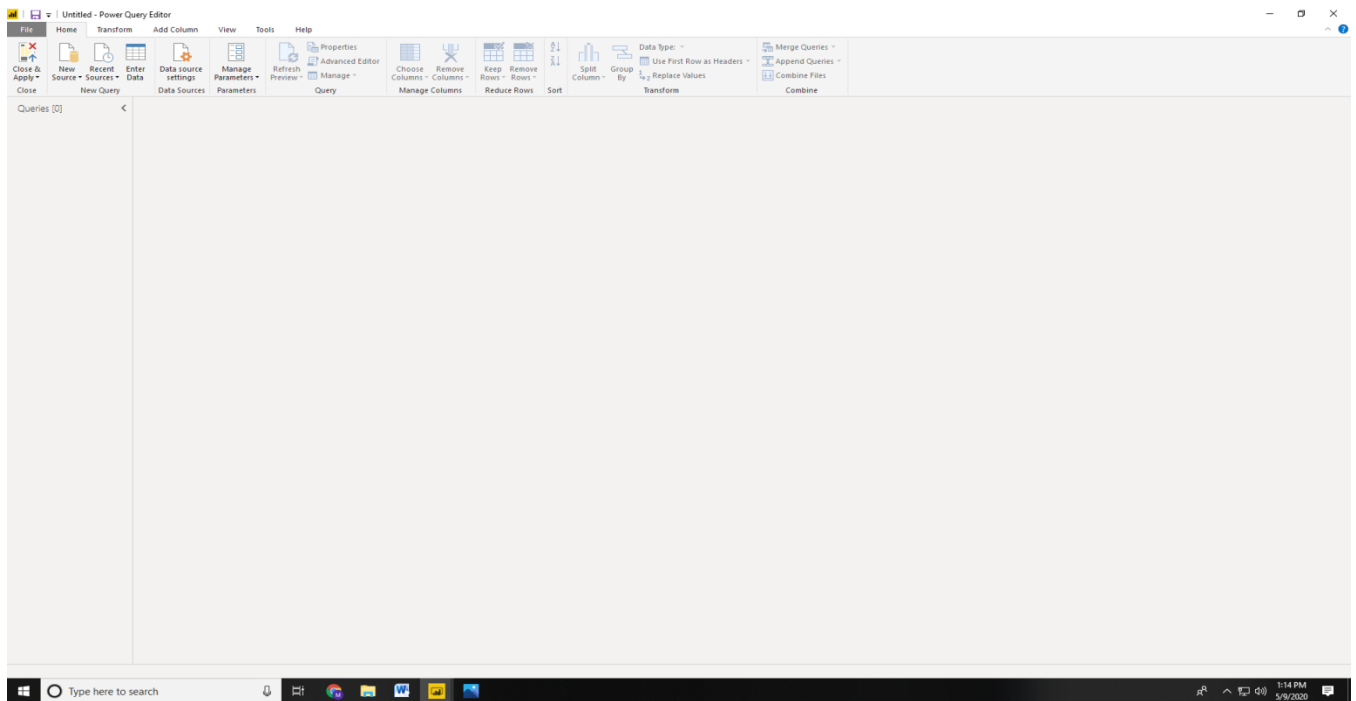 Untitled - Power Query Editor
File Home Transform Add Column View Tools Help
Close & Apply
New Source
Recent Sources
Enter Data
Data source settings
Manage Parameters
Refresh Preview
Properties
Advanced Editor
Manage
Choose Columns
Remove Columns
Keep Rows
Remove Rows
Split Column
Group By
Data Type:
Use First Row as Headers
Replace Values
Merge Queries
Append Queries
Combine Files
Close New Query Data Sources Parameters Query Manage Columns Reduce Rows Sort Transform Combine
Queries [0]
Type here to search
1:14 PM
5/9/2020